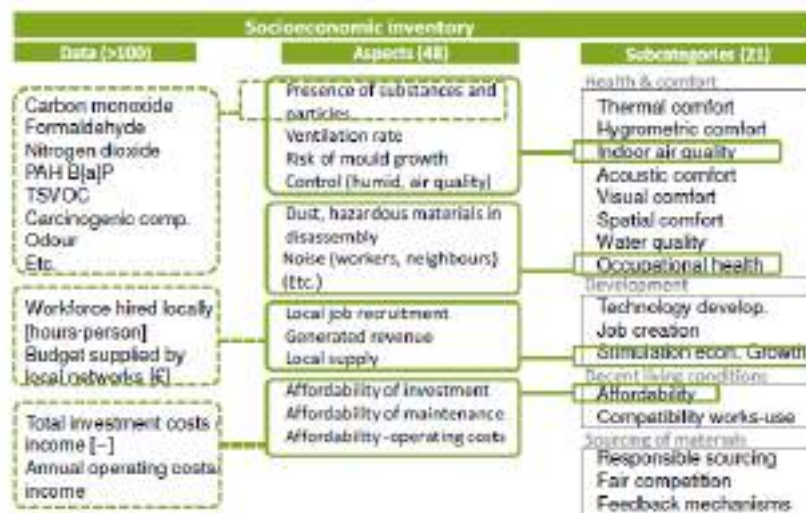 Socioeconomic inventory
Data (>100)
Carbon monoxide
Formaldehyde
Nitrogen dioxide
PAH B[a]P
TSVOC
Carcinogenic comp.
Odour
Etc.
Workforce hired locally
[hours-person]
Budget supplied by
local networks [€]
Total investment costs
income [-]
Annual operating costs
income
Aspects (48)
Presence of substances and
particles
Ventilation rate
Risk of mould growth
Control (humid, air quality)
Dust, hazardous materials in
disassembly
Noise (workers, neighbours)
(Etc.)
Local job recruitment
Generated revenue
Local supply
Affordability of investment
Affordability of maintenance
Affordability -operating costs
Subcategories (21)
Health & comfort
Thermal comfort
Hygrometric comfort
Indoor air quality
Acoustic comfort
Visual comfort
Spatial comfort
Water quality
Occupational health
Development
Technology develop.
Job creation
Stimulation econ. Growth
Decent living conditions
Affordability
Compatibility works-use
Sourcing of materials
Responsible sourcing
Fair competition
Feedback mechanisms